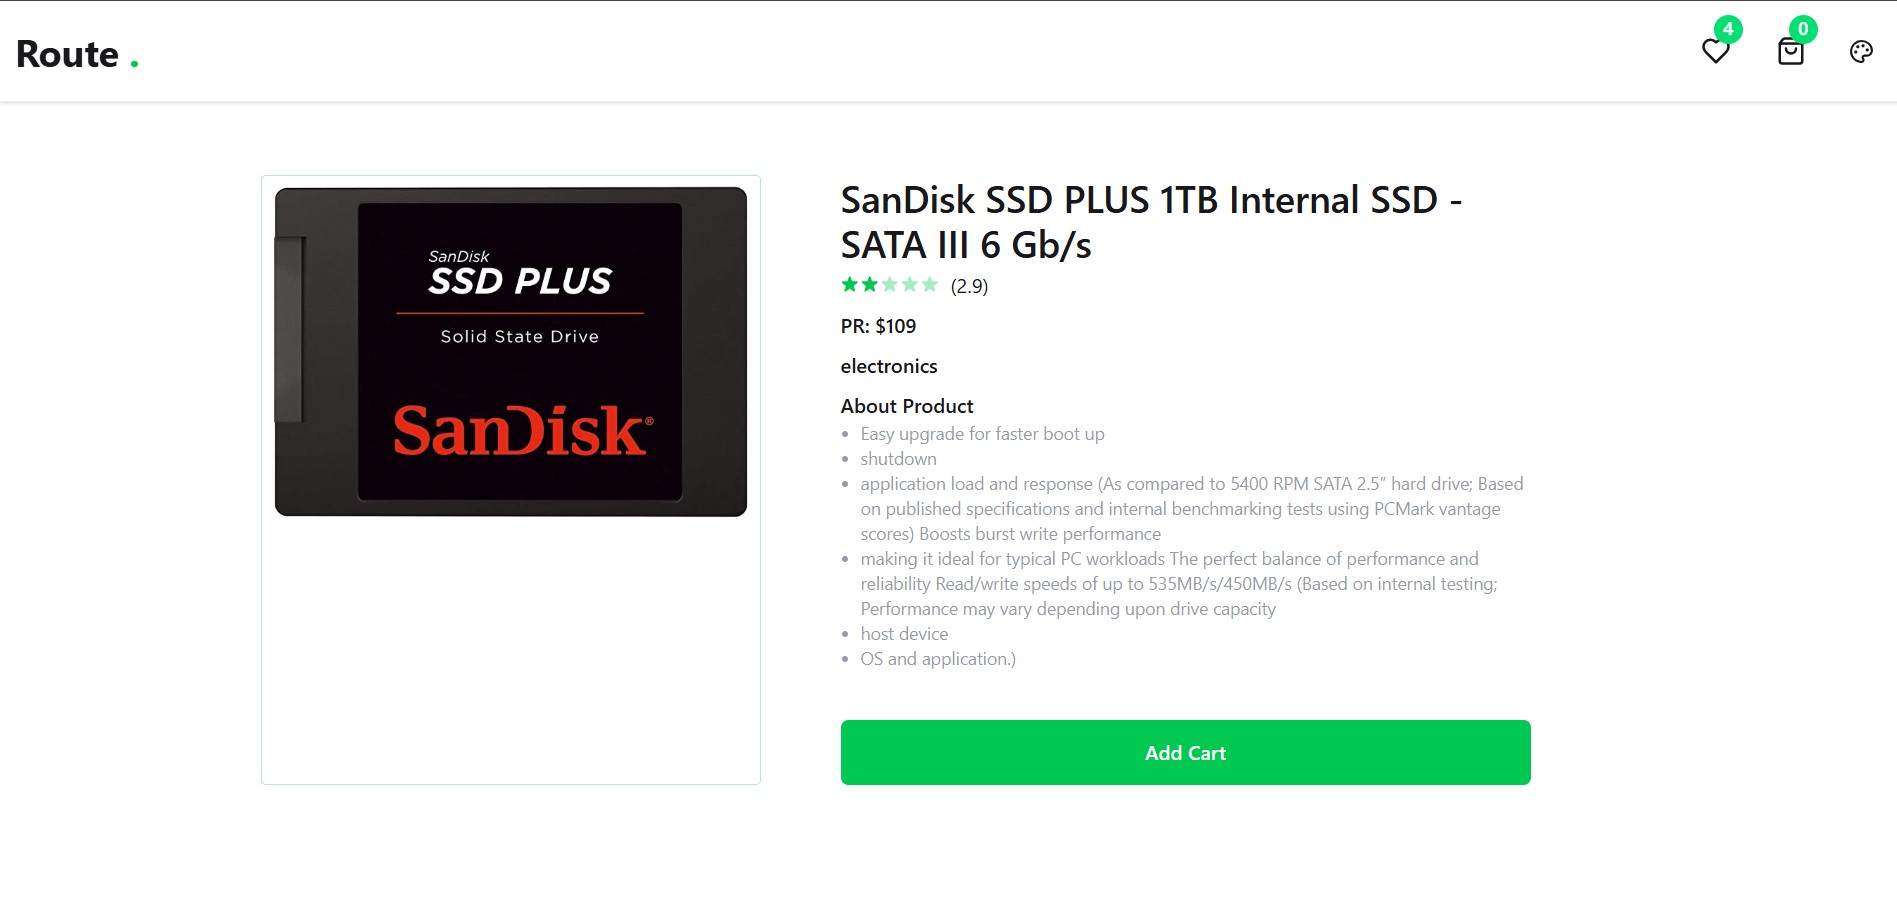 Route .
4
0
SanDisk
SSD PLUS
Solid State Drive
SanDisk®
SanDisk SSD PLUS 1TB Internal SSD -
SATA III 6 Gb/s
(2.9)
PR: $109
electronics
About Product
• Easy upgrade for faster boot up
• shutdown
• application load and response (As compared to 5400 RPM SATA 2.5” hard drive; Based
on published specifications and internal benchmarking tests using PCMark vantage
scores) Boosts burst write performance
• making it ideal for typical PC workloads The perfect balance of performance and
reliability Read/write speeds of up to 535MB/s/450MB/s (Based on internal testing;
Performance may vary depending upon drive capacity
• host device
• OS and application.)
Add Cart